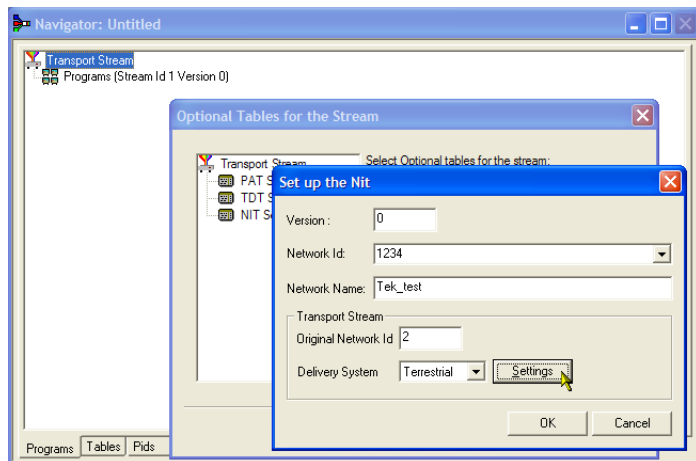 Navigator: Untitled
Transport Stream
Programs (Stream Id 1 Version 0)
Optional Tables for the Stream
Transport Stream
Select Optional tables for the stream:
PAT
TDT
NIT
Set up the Nit
Version :
0
Network Id:
1234
Network Name:
Tek_test
Transport Stream
Original Network Id
2
Delivery System
Terrestrial
Settings
OK
Cancel
Programs
Tables
Pids